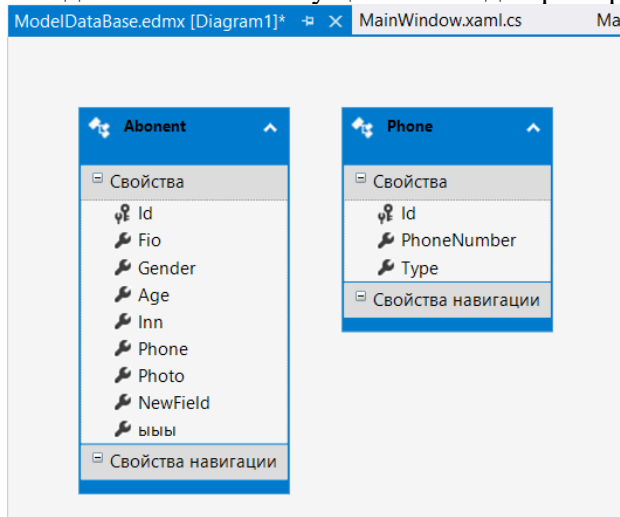 ModelDataBase.edmx [Diagram1]*
MainWindow.xaml.cs
Ma
Abonent
Свойства
Id
Fio
Gender
Age
Inn
Phone
Photo
NewField
ыыы
Свойства навигации
Phone
Свойства
Id
PhoneNumber
Type
Свойства навигации